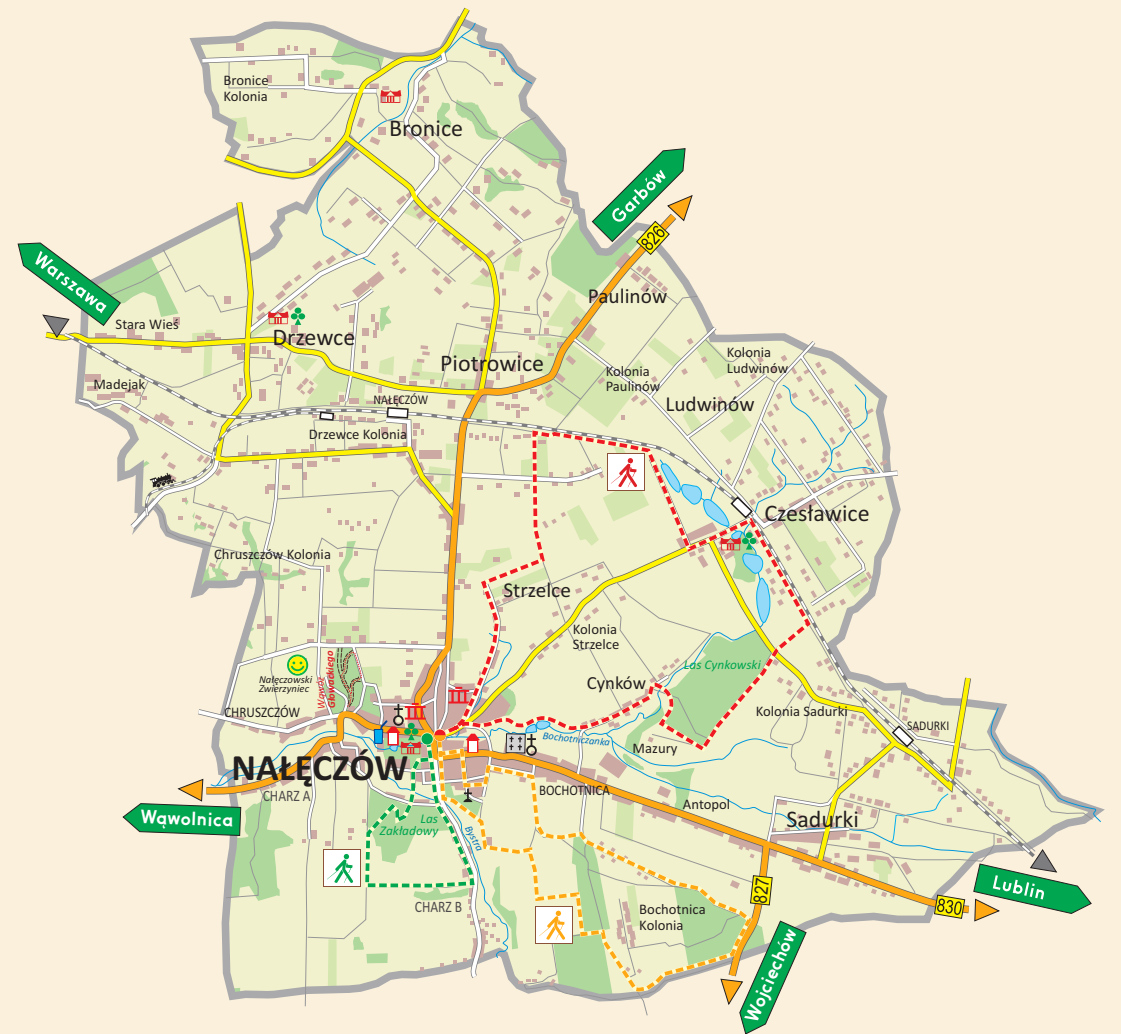 Bronice
Kolonia
Bronice
Garbów
826
Warszawa
Paulinów
Stara Wieś
Drzewce
Kolonia
Ludwinów
Piotrowice
Madejak
Kolonia
Paulinów
NAŁĘCZÓW
Ludwinów
Drzewce Kolonia
Czesławice
Chruszczów Kolonia
Strzelce
Kolonia
Strzelce
Las Cynkowski
Nałęczowski
Zwierzyniec
Wąwóz
Głowackiego
Cynków
CHRUSZCZÓW
Kolonia Sadurki
SADURKI
Bochotniczanka
Mazury
NAŁĘCZÓW
CHARZ A
BOCHOTNICA
Antopol
Wąwolnica
Las
Zakładowy
Bystra
Sadurki
827
Lublin
830
CHARZ B
Bochotnica
Kolonia
Wojciechów